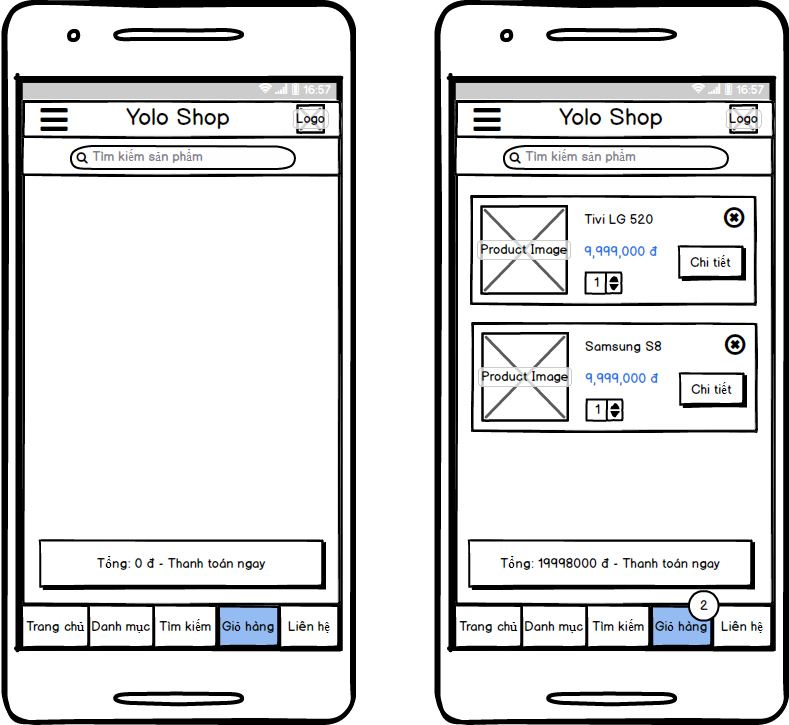 16:57
Yolo Shop
Logo
Tìm kiếm sản phẩm
Tổng: 0 đ - Thanh toán ngay
Trang chủ
Danh mục
Tìm kiếm
Giỏ hàng
Liên hệ
16:57
Yolo Shop
Logo
Tìm kiếm sản phẩm
Product Image
Tivi LG 520
9,999,000 đ
1
Chi tiết
Product Image
Samsung S8
9,999,000 đ
1
Chi tiết
Tổng: 19998000 đ - Thanh toán ngay
2
Trang chủ
Danh mục
Tìm kiếm
Giỏ hàng
Liên hệ